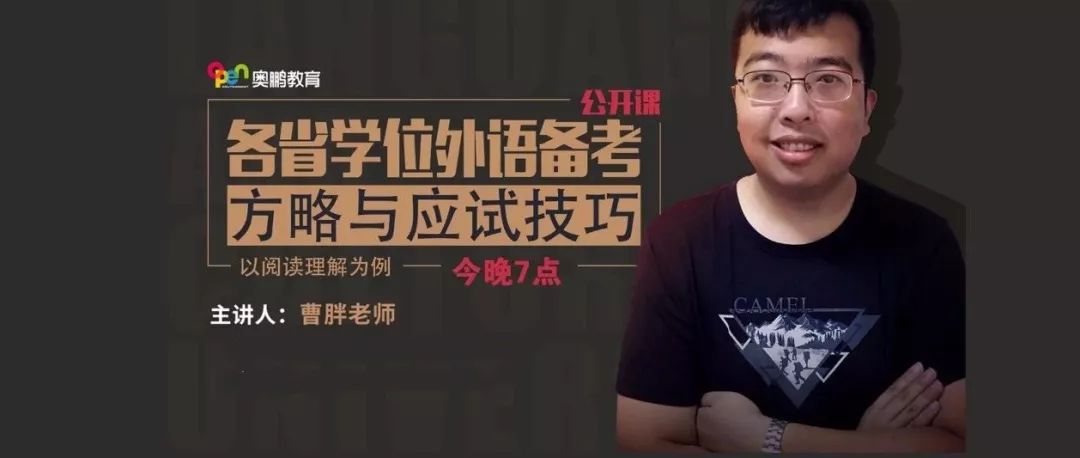 open 奥鹏教育
公开课
各省学位外语备考
方略与应试技巧
以阅读理解为例
今晚7点
主讲人：曹胖老师
CAMEL